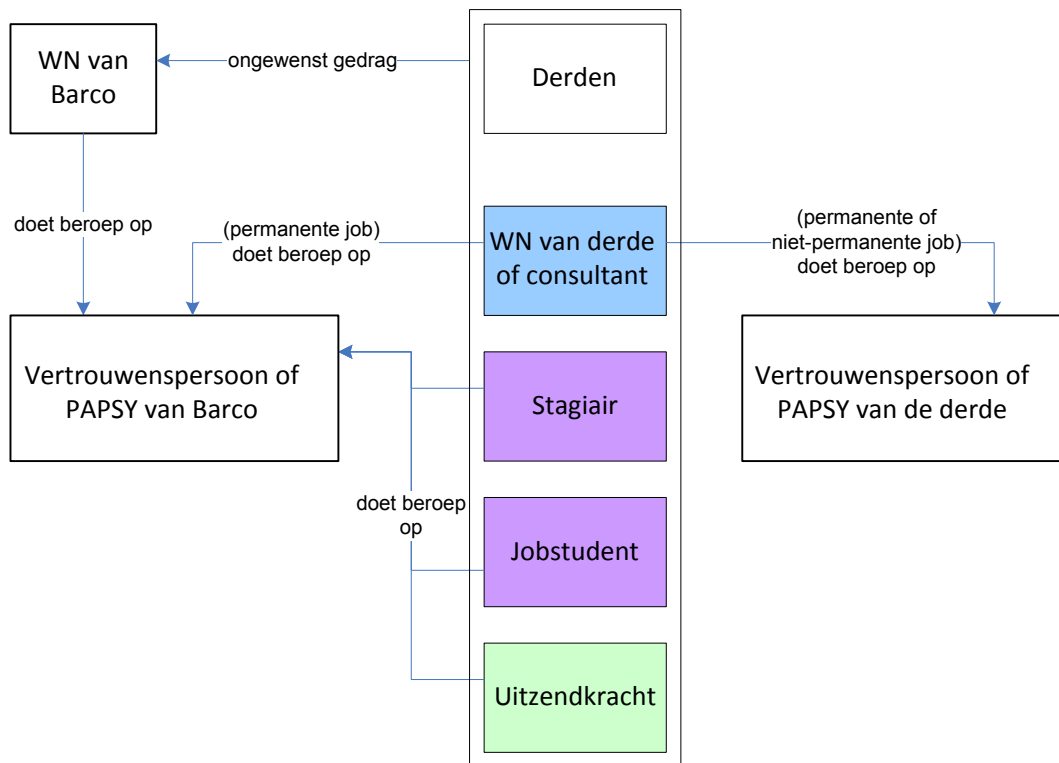 WN van
Barco
ongewenst gedrag
Derden
doet beroep op
(permanente job)
doet beroep op
WN van derde
of consultant
(permanente of
niet-permanente job)
doet beroep op
Vertrouwenspersoon of
PAPSY van Barco
Stagiair
Vertrouwenspersoon of
PAPSY van de derde
doet beroep
op
Jobstudent
Uitzendkracht